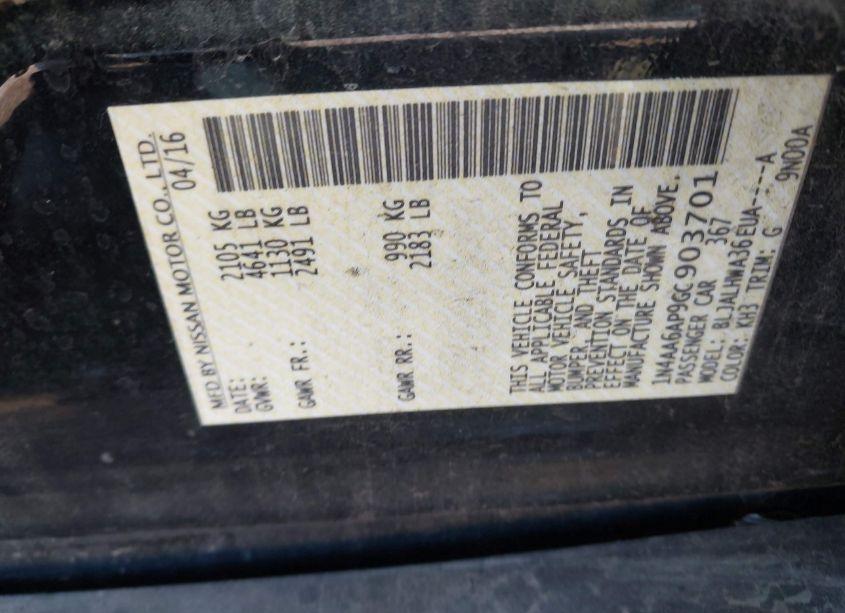 MFD BY NISSAN MOTOR CO., LTD.
DATE: 04/16
GVWR: 2105 KG
4641 LB
GAWR FR.: 1130 KG
2491 LB
GAWR RR.: 990 KG
2183 LB
THIS VEHICLE CONFORMS TO
ALL APPLICABLE FEDERAL
MOTOR VEHICLE SAFETY,
BUMPER, AND THEFT
PREVENTION STANDARDS IN
EFFECT ON THE DATE OF
MANUFACTURE SHOWN ABOVE.
1N4AA6AP9GC903701
PASSENGER CAR 367
MODEL: BLJALHWA36EUA----A
COLOR: KH3 TRIM: G 9N00A